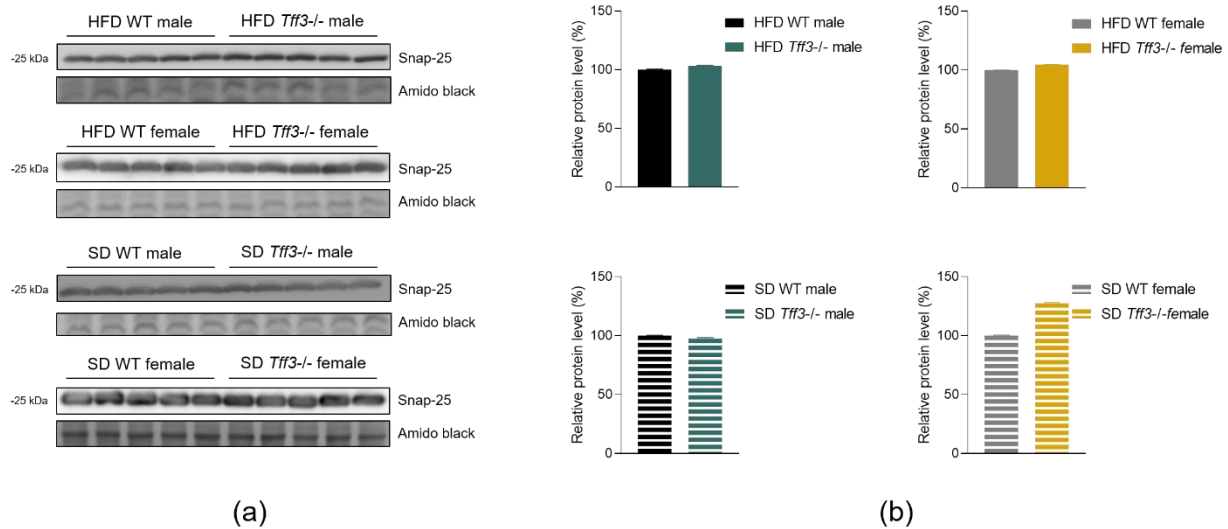 HFD WT male HFD Tff3-/- male
-25 kDa Snap-25
Amido black
HFD WT female HFD Tff3-/- female
-25 kDa Snap-25
Amido black
SD WT male SD Tff3-/- male
-25 kDa Snap-25
Amido black
SD WT female SD Tff3-/- female
-25 kDa Snap-25
Amido black
(a)
Relative protein level (%)
150
100
50
0
HFD WT male
HFD Tff3-/- male
Relative protein level (%)
150
100
50
0
HFD WT female
HFD Tff3-/- female
Relative protein level (%)
150
100
50
0
SD WT male
SD Tff3-/- male
Relative protein level (%)
150
100
50
0
SD WT female
SD Tff3-/-female
(b)